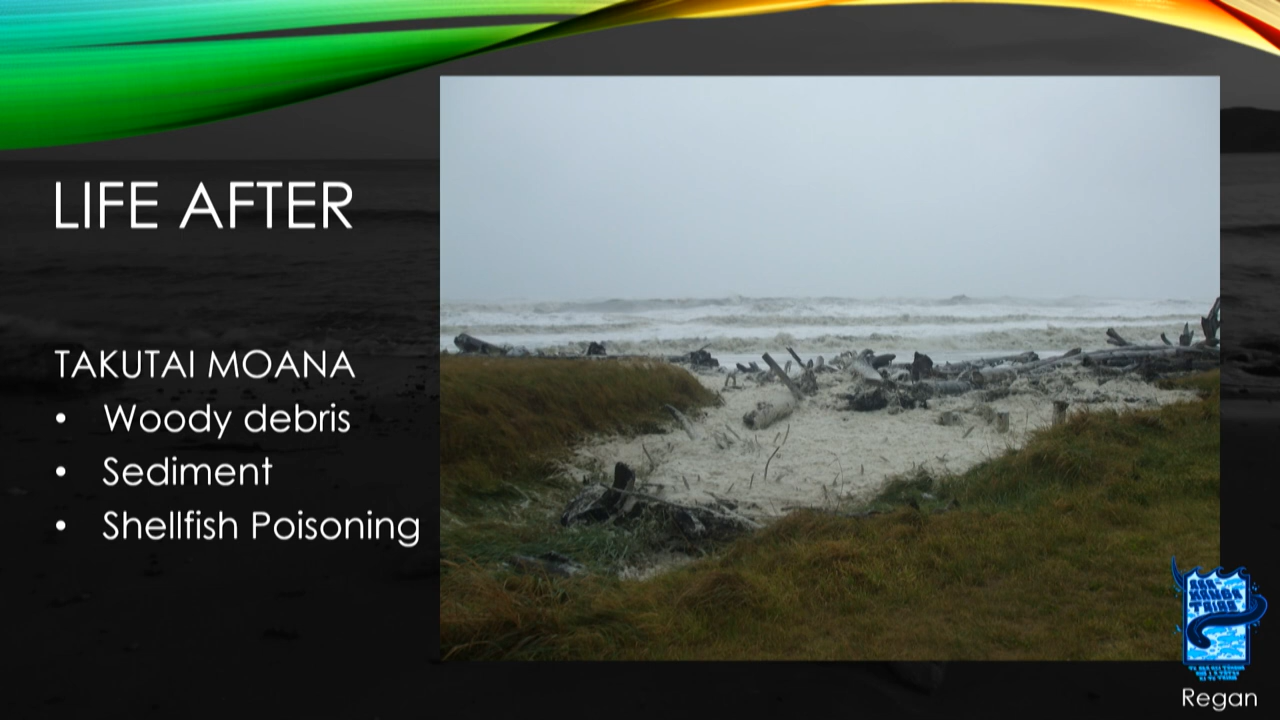 LIFE AFTER
TAKUTAI MOANA
• Woody debris
• Sediment
• Shellfish Poisoning
Regan